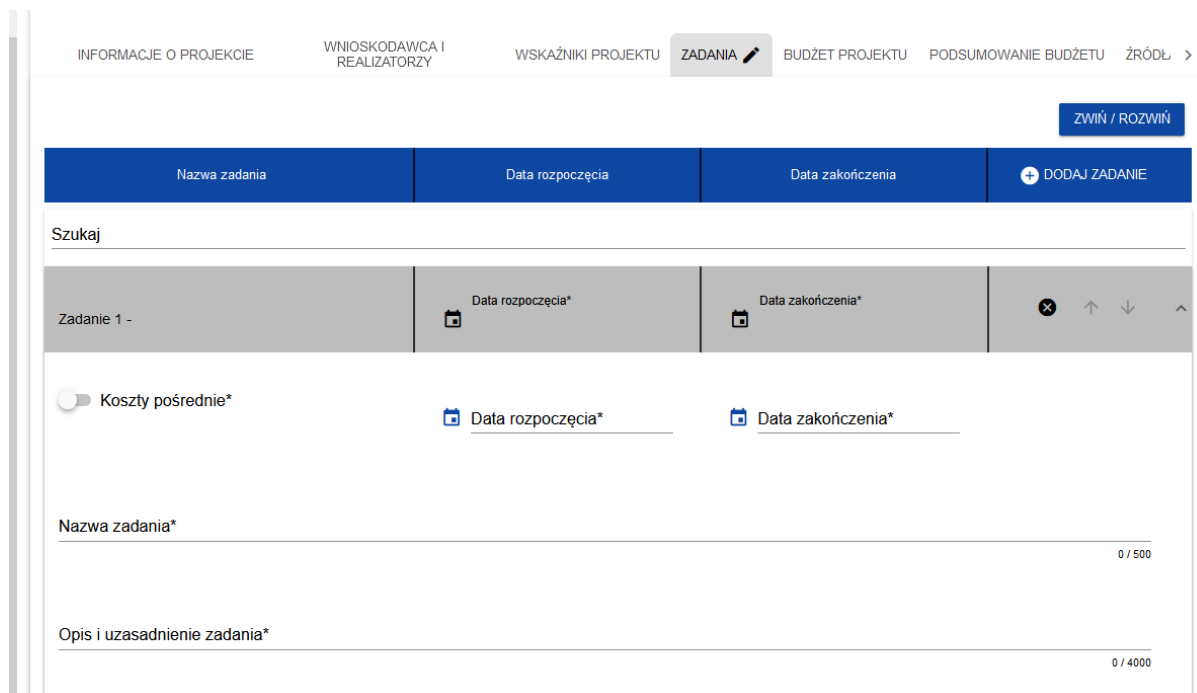 INFORMACJE O PROJEKCIE
WNIOSKODAWCA I
REALIZATORZY
WSKAŹNIKI PROJEKTU
ZADANIA
BUDŻET PROJEKTU
PODSUMOWANIE BUDŻETU
ŹRÓDŁ
ZWIŃ / ROZWIŃ
Nazwa zadania
Data rozpoczęcia
Data zakończenia
DODAJ ZADANIE
Szukaj
Zadanie 1 -
Data rozpoczęcia*
Data zakończenia*
Koszty pośrednie*
Data rozpoczęcia*
Data zakończenia*
Nazwa zadania*
0 / 500
Opis i uzasadnienie zadania*
0 / 4000